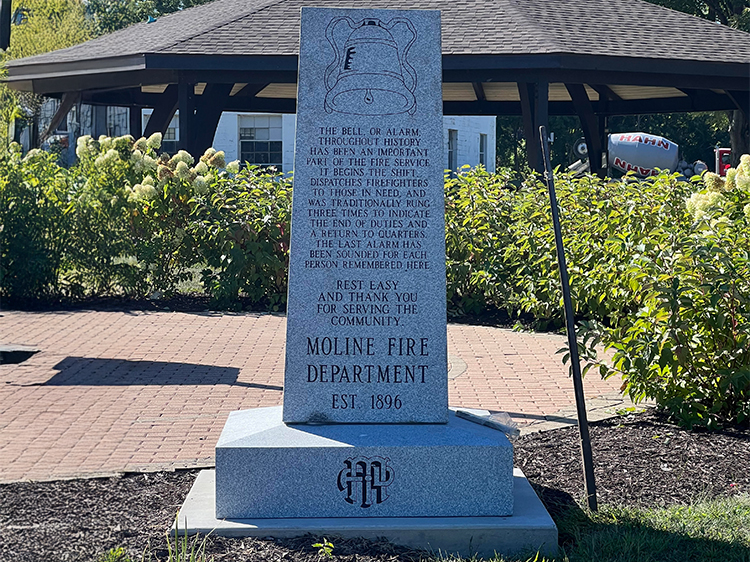 THE BELL, OR ALARM,
THROUGHOUT HISTORY
HAS BEEN AN IMPORTANT
PART OF THE FIRE SERVICE.
IT BEGINS THE SHIFT,
DISPATCHES FIREFIGHTERS
TO THOSE IN NEED, AND
WAS TRADITIONALLY RUNG
THREE TIMES TO INDICATE
THE END OF DUTIES AND
A RETURN TO QUARTERS.
THE LAST ALARM HAS
BEEN SOUNDED FOR EACH
PERSON REMEMBERED HERE.
REST EASY
AND THANK YOU
FOR SERVING THE
COMMUNITY.
MOLINE FIRE
DEPARTMENT
EST. 1896
HAHN